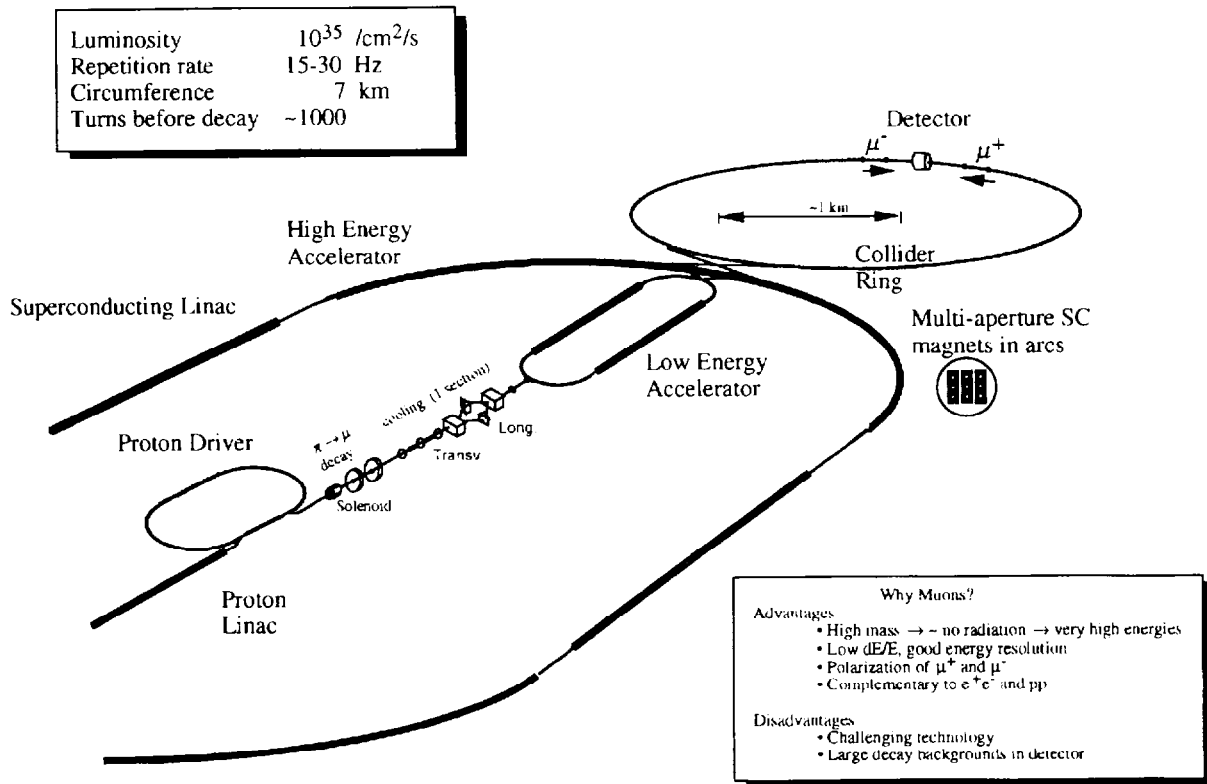 Luminosity 10³⁵ /cm²/s
Repetition rate 15-30 Hz
Circumference 7 km
Turns before decay ~1000
Detector
μ⁻ μ⁺
~1 km
High Energy
Accelerator
Collider
Ring
Superconducting Linac
Multi-aperture SC
magnets in arcs
Low Energy
Accelerator
cooling (1 section)
Long.
Transv
Proton Driver
π → μ
decay
Solenoid
Proton
Linac
Why Muons?
Advantages
• High mass → ~ no radiation → very high energies
• Low dE/E, good energy resolution
• Polarization of μ⁺ and μ⁻
• Complementary to e⁺e⁻ and pp
Disadvantages
• Challenging technology
• Large decay backgrounds in detector